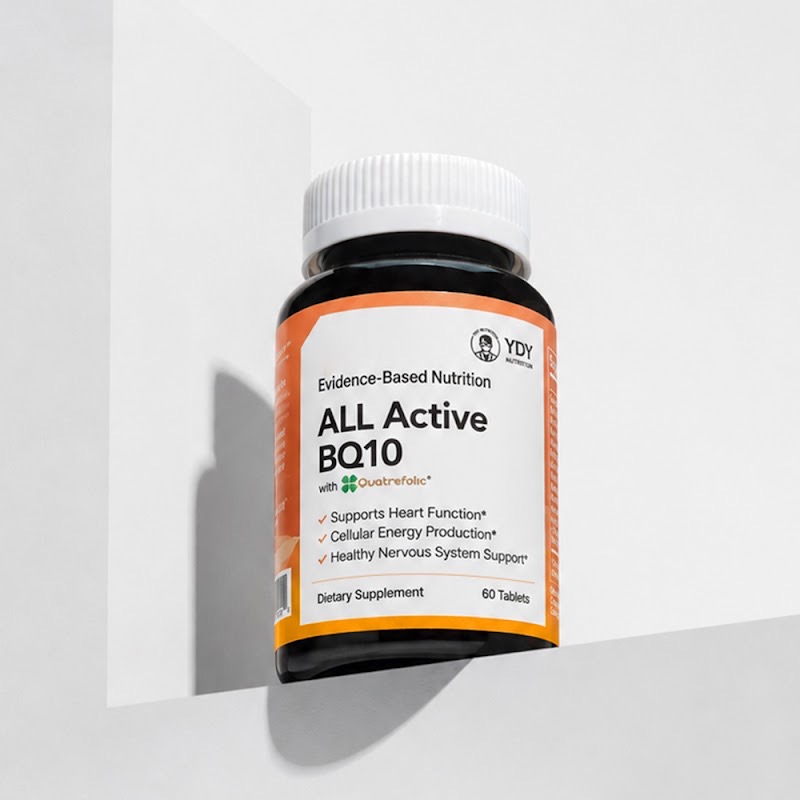 YDY
NUTRITION
Evidence-Based Nutrition
ALL Active
BQ10
with Quatrefolic®
✓ Supports Heart Function*
✓ Cellular Energy Production*
✓ Healthy Nervous System Support*
Dietary Supplement 60 Tablets